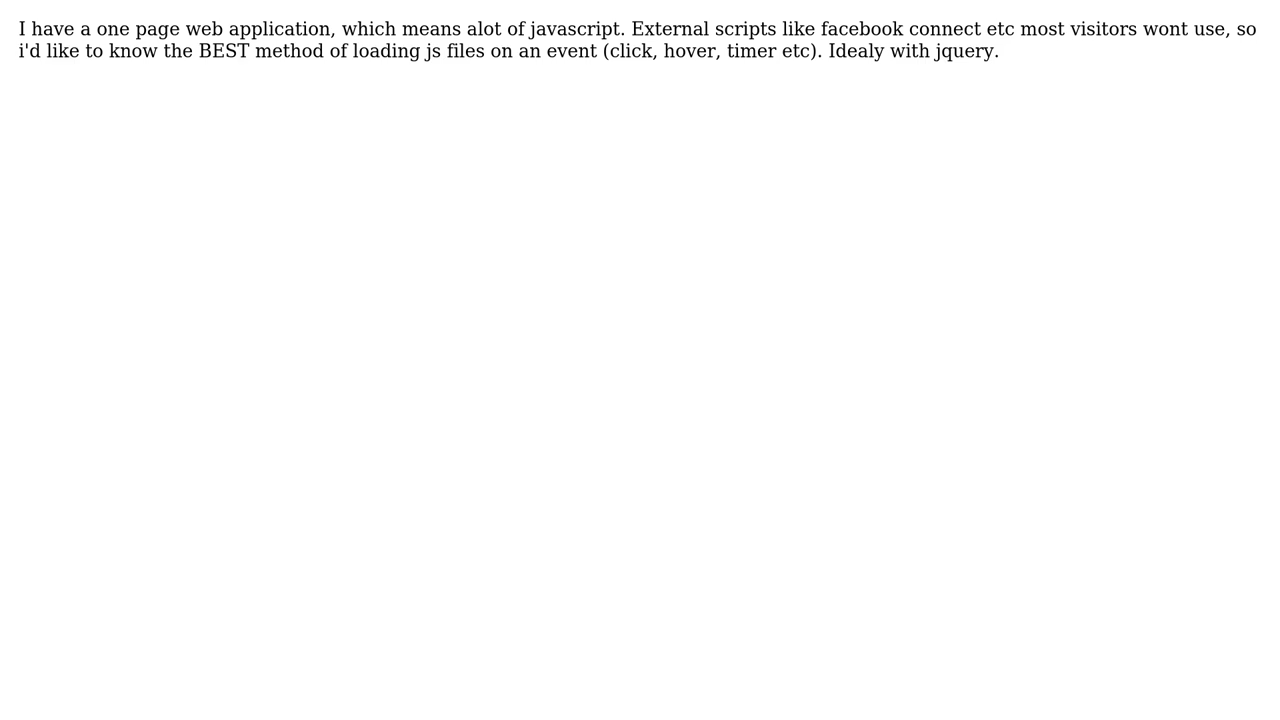 I have a one page web application, which means alot of javascript. External scripts like facebook connect etc most visitors wont use, so
i'd like to know the BEST method of loading js files on an event (click, hover, timer etc). Idealy with jquery.